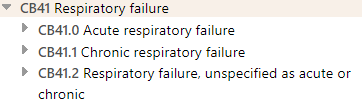 CB41 Respiratory failure
CB41.0 Acute respiratory failure
CB41.1 Chronic respiratory failure
CB41.2 Respiratory failure, unspecified as acute or
chronic